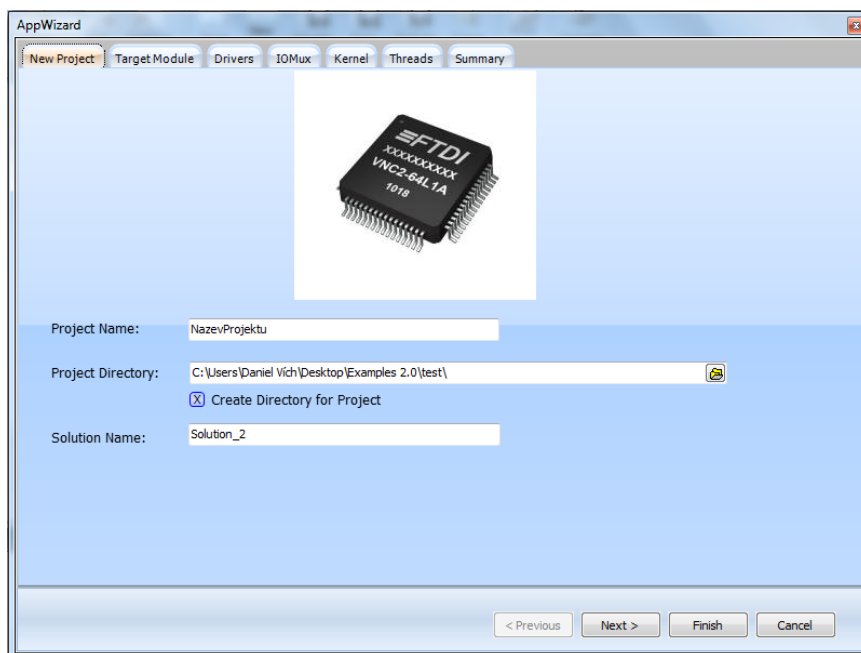 AppWizard
New Project Target Module Drivers IOMux Kernel Threads Summary
FTDI
XXXXXXXXXX
VNC2-64L1A
1018
Project Name: NazevProjektu
Project Directory: C:\Users\Daniel Vích\Desktop\Examples 2.0\test\
X Create Directory for Project
Solution Name: Solution_2
< Previous Next > Finish Cancel